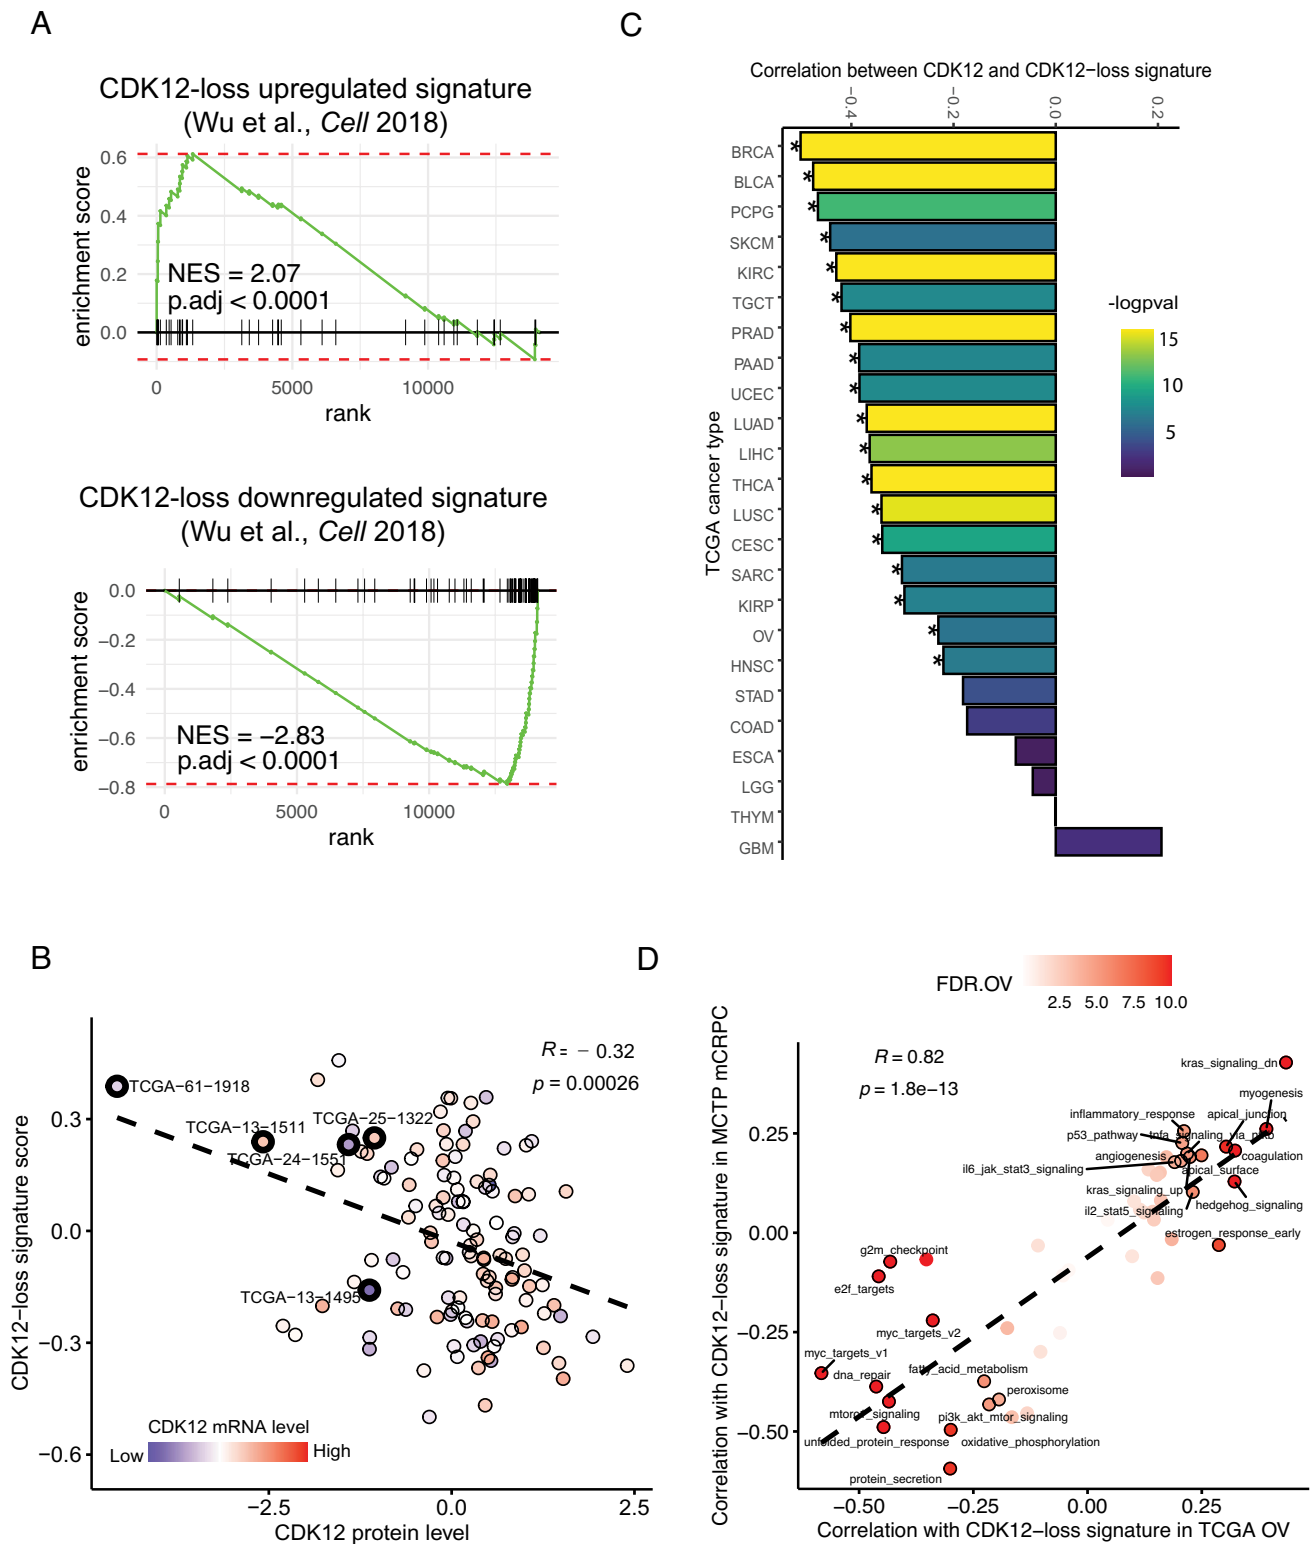 A
CDK12-loss upregulated signature
(Wu et al., Cell 2018)
enrichment score
0.6
0.4
0.2
0.0
NES = 2.07
p.adj < 0.0001
0
5000
10000
rank
CDK12-loss downregulated signature
(Wu et al., Cell 2018)
enrichment score
0.0
−0.2
−0.4
−0.6
−0.8
NES = −2.83
p.adj < 0.0001
0
5000
10000
rank
C
Correlation between CDK12 and CDK12−loss signature
−0.4
−0.2
0.0
0.2
TCGA cancer type
BRCA
*
BLCA
*
PCPG
*
SKCM
*
KIRC
*
TGCT
*
PRAD
*
PAAD
*
UCEC
*
LUAD
*
LIHC
*
THCA
*
LUSC
*
CESC
*
SARC
*
KIRP
*
OV
*
HNSC
*
STAD
COAD
ESCA
LGG
THYM
GBM
-logpval
15
10
5
B
CDK12−loss signature score
0.3
0.0
−0.3
−0.6
R = − 0.32
p = 0.00026
TCGA−61−1918
TCGA−25−1322
TCGA−13−1511
TCGA−24−1551
TCGA−13−1495
CDK12 mRNA level
Low
High
−2.5
0.0
2.5
CDK12 protein level
D
FDR.OV
2.5
5.0
7.5
10.0
Correlation with CDK12−loss signature in MCTP mCRPC
0.25
0.00
−0.25
−0.50
R = 0.82
p = 1.8e−13
kras_signaling_dn
myogenesis
inflammatory_response
apical_junction
p53_pathway
tnfa_signaling_via_nfkb
angiogenesis
coagulation
il6_jak_stat3_signaling
apical_surface
kras_signaling_up
hedgehog_signaling
il2_stat5_signaling
estrogen_response_early
g2m_checkpoint
e2f_targets
myc_targets_v2
myc_targets_v1
fatty_acid_metabolism
dna_repair
peroxisome
mtorc1_signaling
pi3k_akt_mtor_signaling
unfolded_protein_response
oxidative_phosphorylation
protein_secretion
−0.50
−0.25
0.00
0.25
Correlation with CDK12−loss signature in TCGA OV